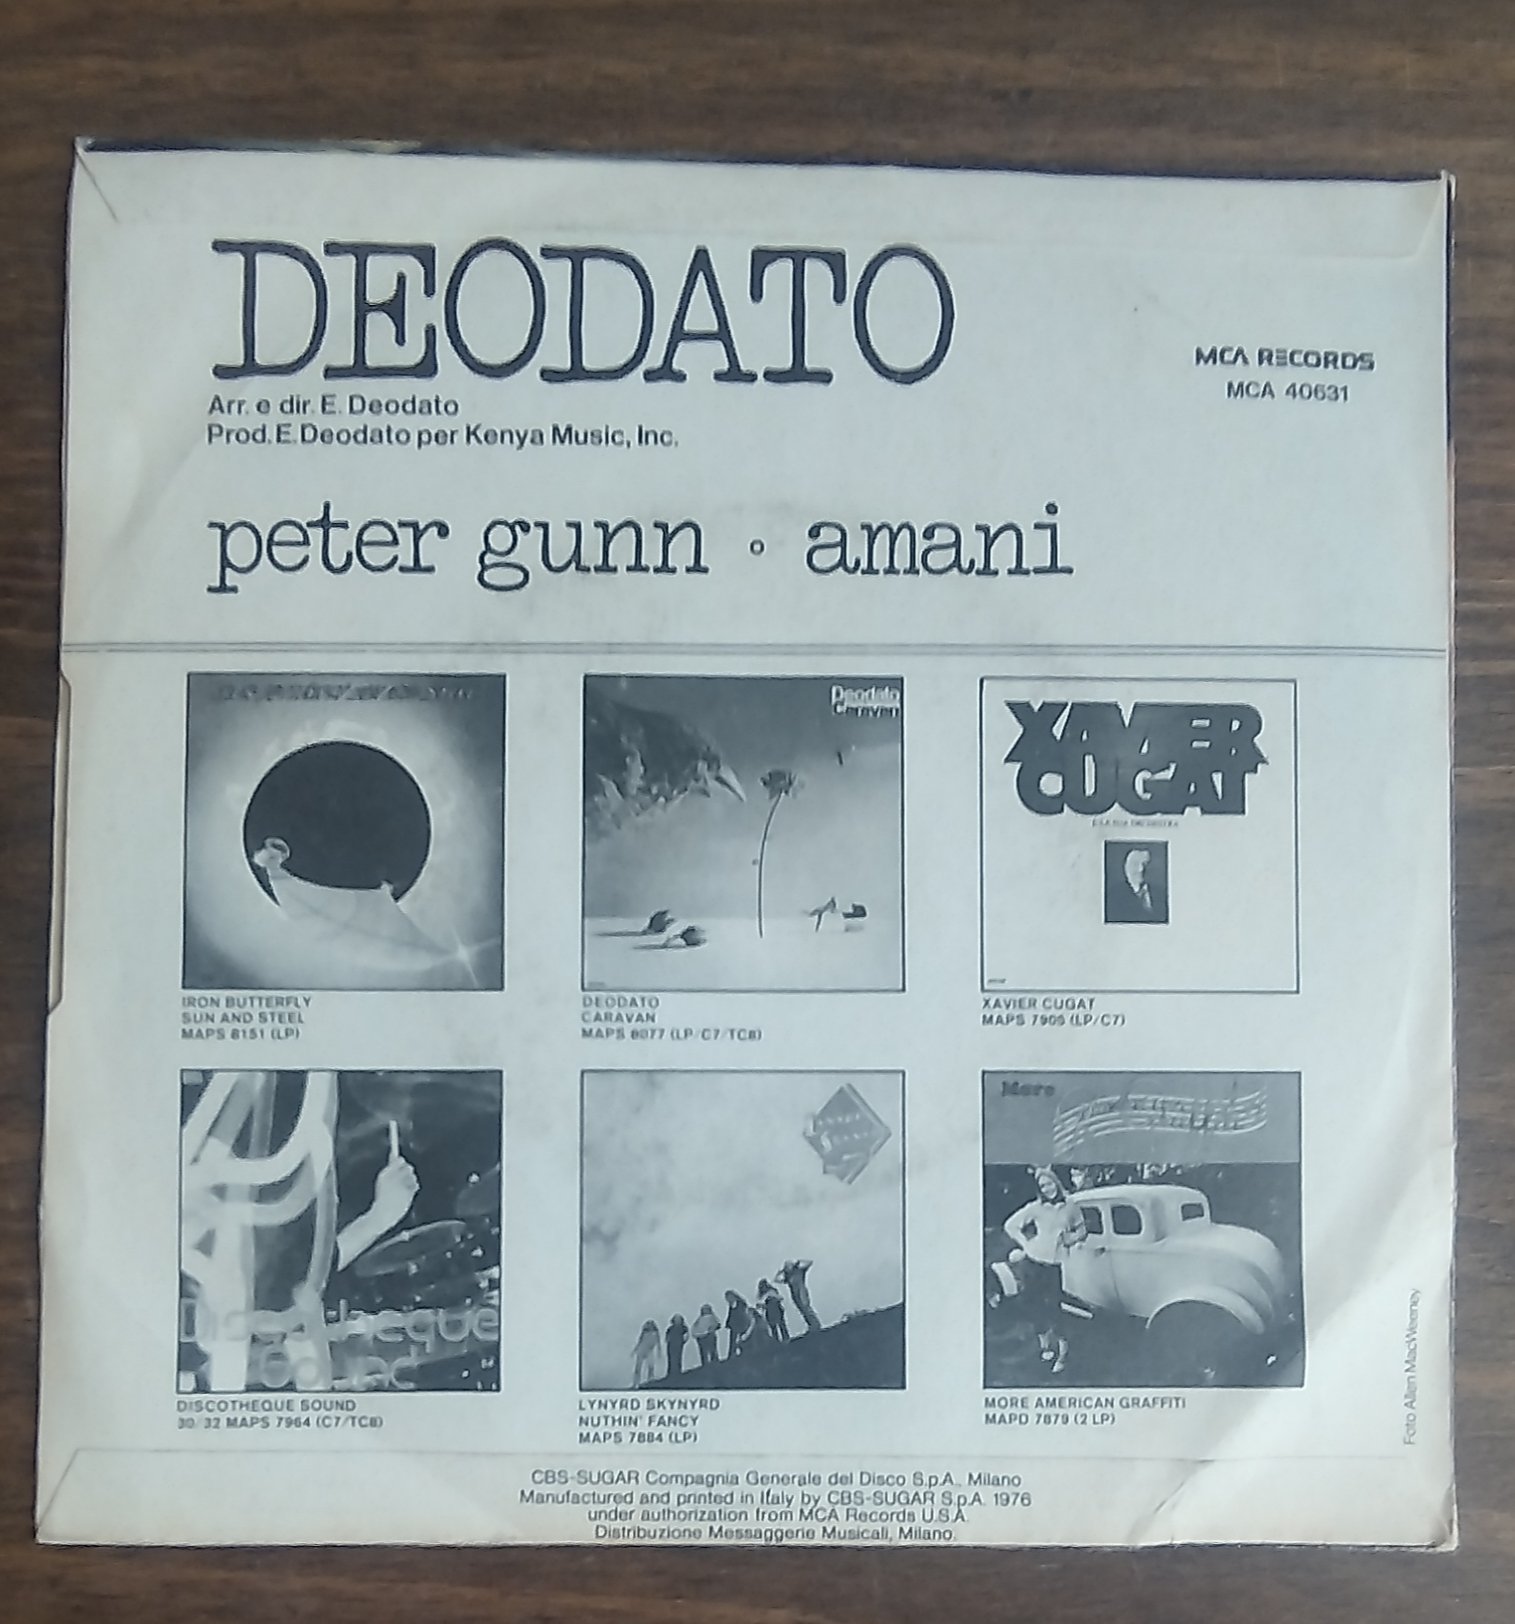 DEODATO
Arr. e dir. E. Deodato
Prod. E. Deodato per Kenya Music, Inc.
MCA RECORDS
MCA 40631
peter gunn ∘ amani
Deodato
Caravan
XAVIER
CUGAT
IRON BUTTERFLY
SUN AND STEEL
MAPS 8151 (LP)
DEODATO
CARAVAN
MAPS 8077 (LP/C7/TC8)
XAVIER CUGAT
MAPS 7905 (LP/C7)
Discotheque
Sound
More
DISCOTHEQUE SOUND
30/32 MAPS 7964 (C7/TC8)
LYNYRD SKYNYRD
NUTHIN' FANCY
MAPS 7884 (LP)
MORE AMERICAN GRAFFITI
MAPD 7879 (2 LP)
Foto Allen MacWeeney
CBS-SUGAR Compagnia Generale del Disco S.p.A., Milano
Manufactured and printed in Italy by CBS-SUGAR S.p.A. 1976
under authorization from MCA Records U.S.A.
Distribuzione Messaggerie Musicali, Milano.